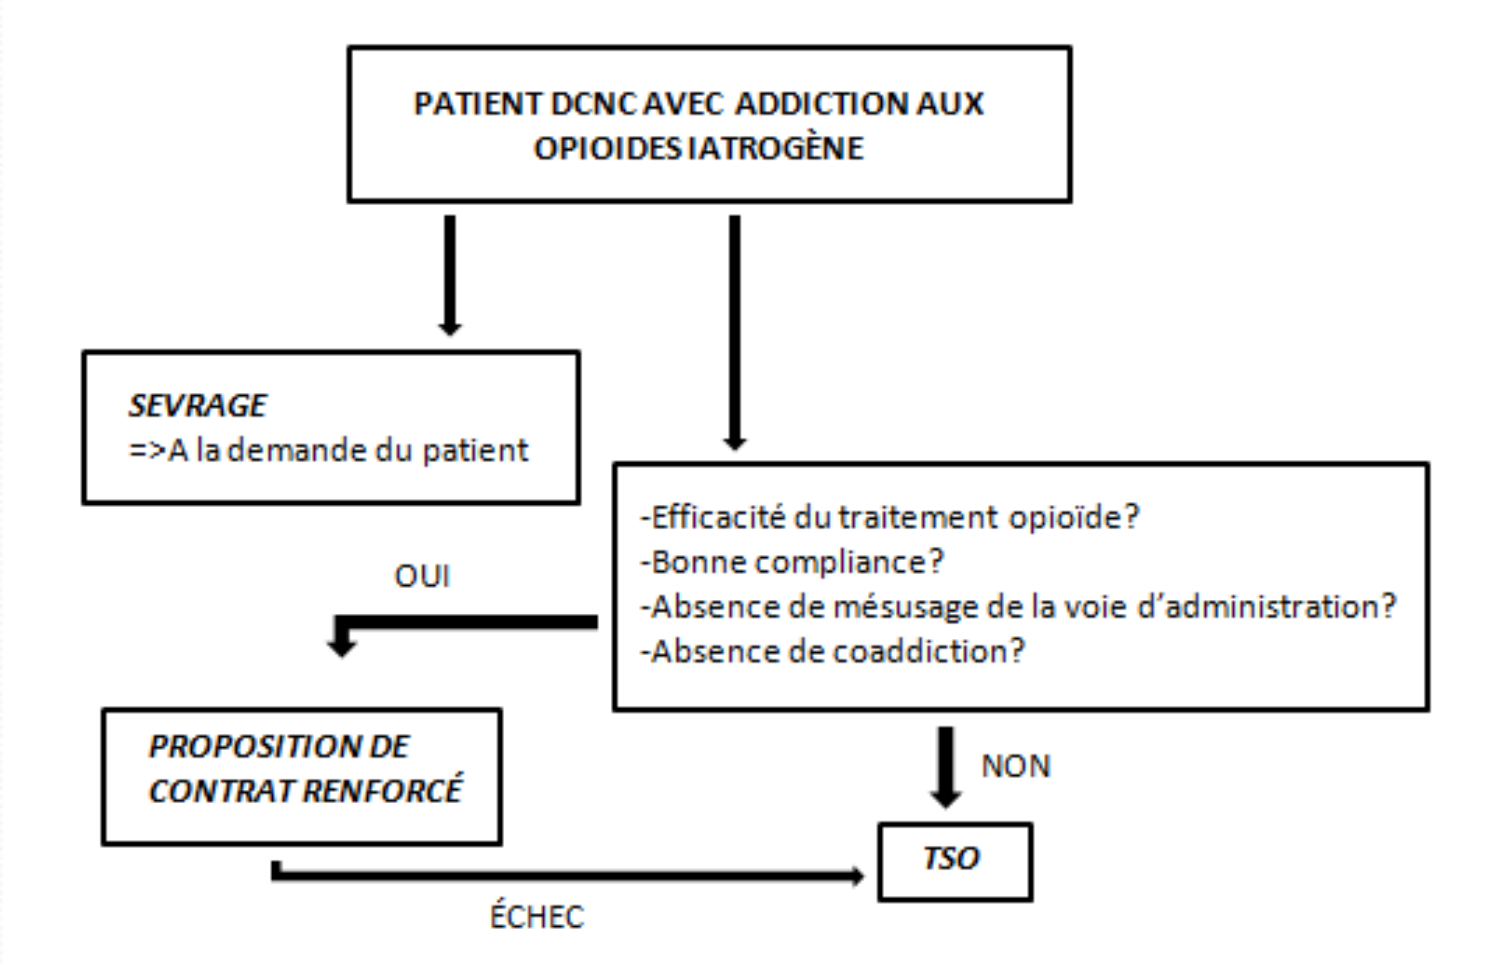 PATIENT DCNC AVEC ADDICTION AUX
OPIOIDES IATROGÈNE
SEVRAGE
=>A la demande du patient
-Efficacité du traitement opioïde?
-Bonne compliance?
-Absence de mésusage de la voie d’administration?
-Absence de coaddiction?
OUI
PROPOSITION DE
CONTRAT RENFORCÉ
NON
TSO
ÉCHEC